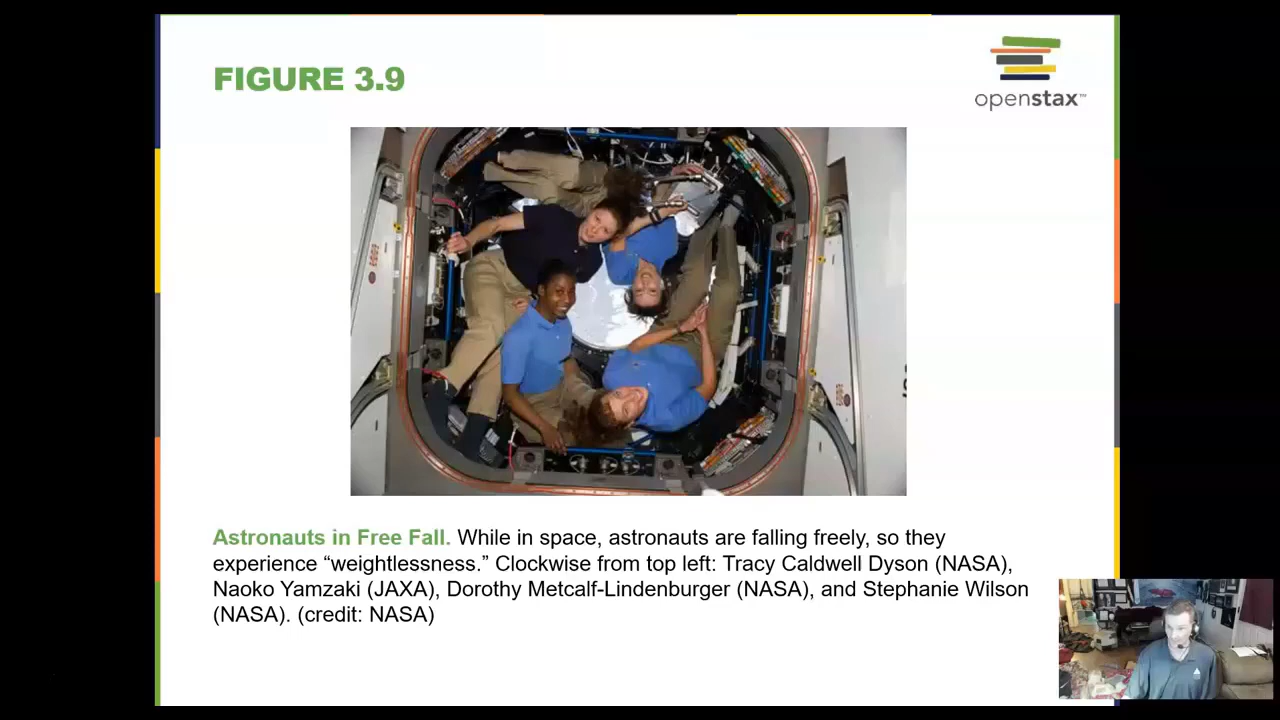 FIGURE 3.9
openstax™
Astronauts in Free Fall. While in space, astronauts are falling freely, so they
experience “weightlessness.” Clockwise from top left: Tracy Caldwell Dyson (NASA),
Naoko Yamzaki (JAXA), Dorothy Metcalf-Lindenburger (NASA), and Stephanie Wilson
(NASA). (credit: NASA)